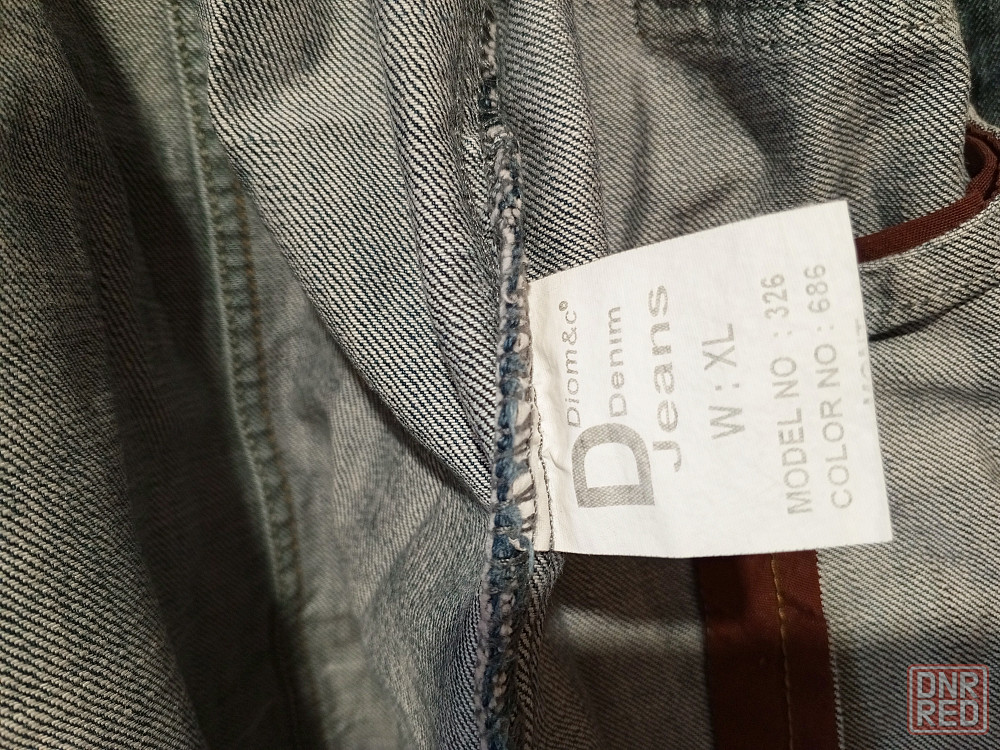 Diom&c®
D Denim
Jeans
W : XL
MODEL NO : 326
COLOR NO : 686
DNR
RED